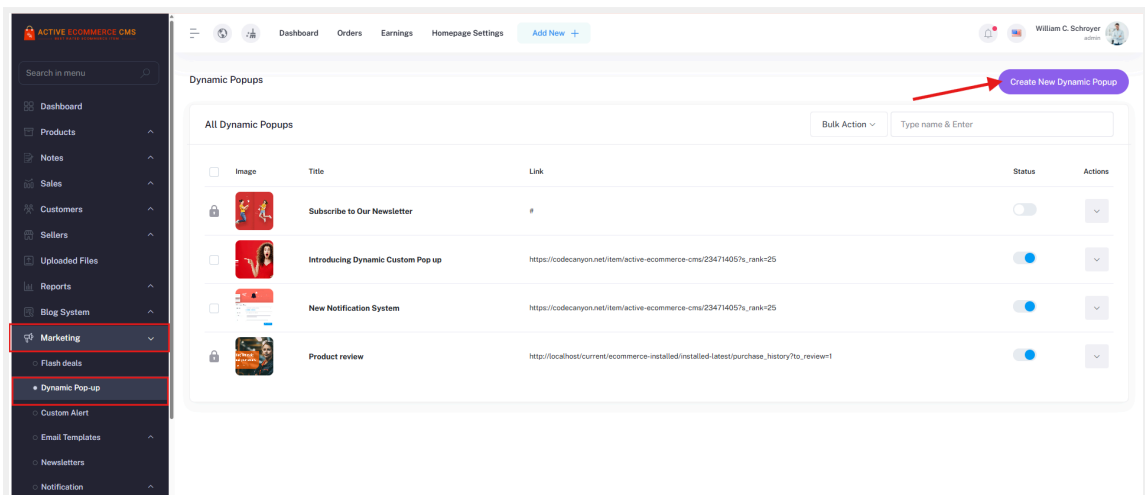 ACTIVE ECOMMERCE CMS
Dashboard Orders Earnings Homepage Settings Add New +
William C. Schroyer
admin
Search in menu
Dashboard
Products
Notes
Sales
Customers
Sellers
Uploaded Files
Reports
Blog System
Marketing
Flash deals
Dynamic Pop-up
Custom Alert
Email Templates
Newsletters
Notification
Dynamic Popups
Create New Dynamic Popup
All Dynamic Popups
Bulk Action
Type name & Enter
Image Title Link Status Actions
Subscribe to Our Newsletter #
Introducing Dynamic Custom Pop up https://codecanyon.net/item/active-ecommerce-cms/23471405?s_rank=25
New Notification System https://codecanyon.net/item/active-ecommerce-cms/23471405?s_rank=25
Product review http://localhost/current/ecommerce-installed/installed-latest/purchase_history?to_review=1